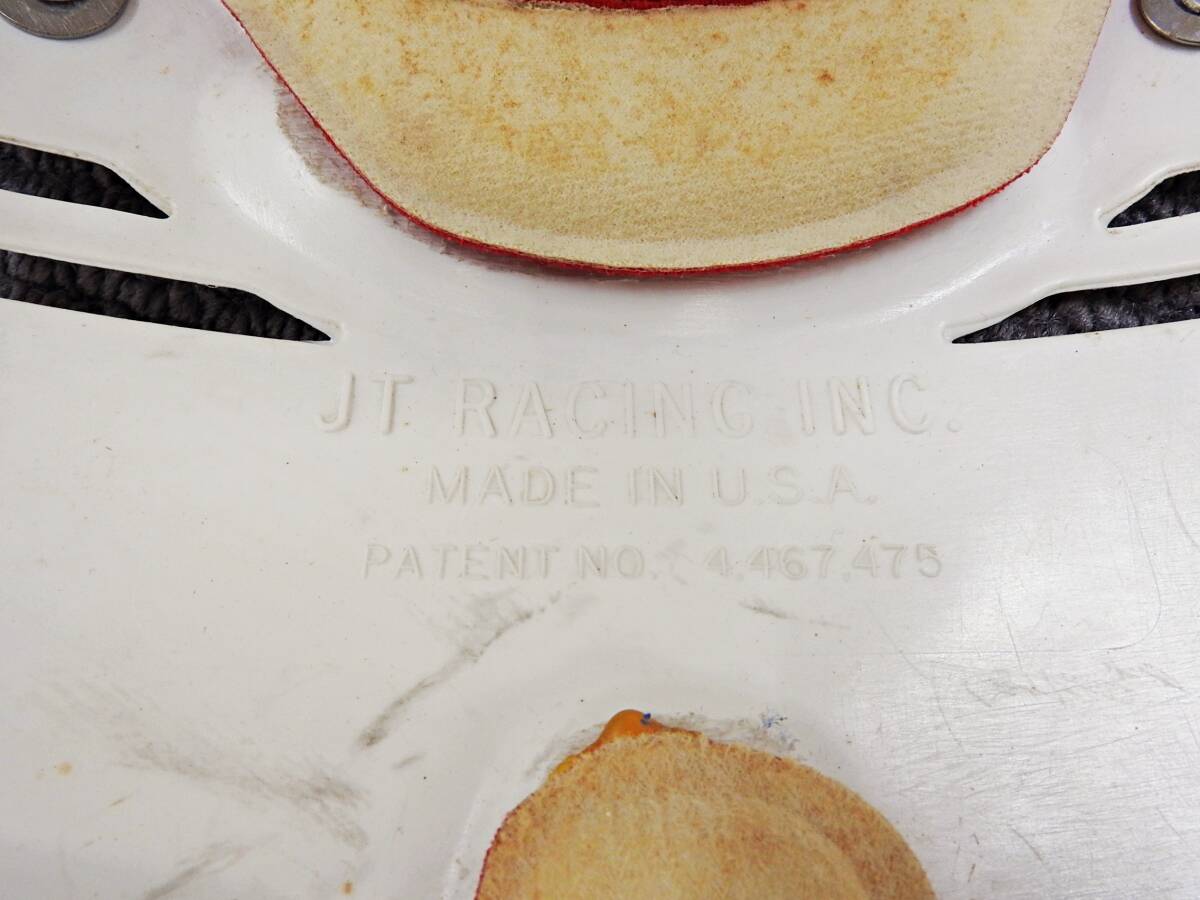 JT RACING INC.
MADE IN U.S.A.
PATENT NO. 4,467,475